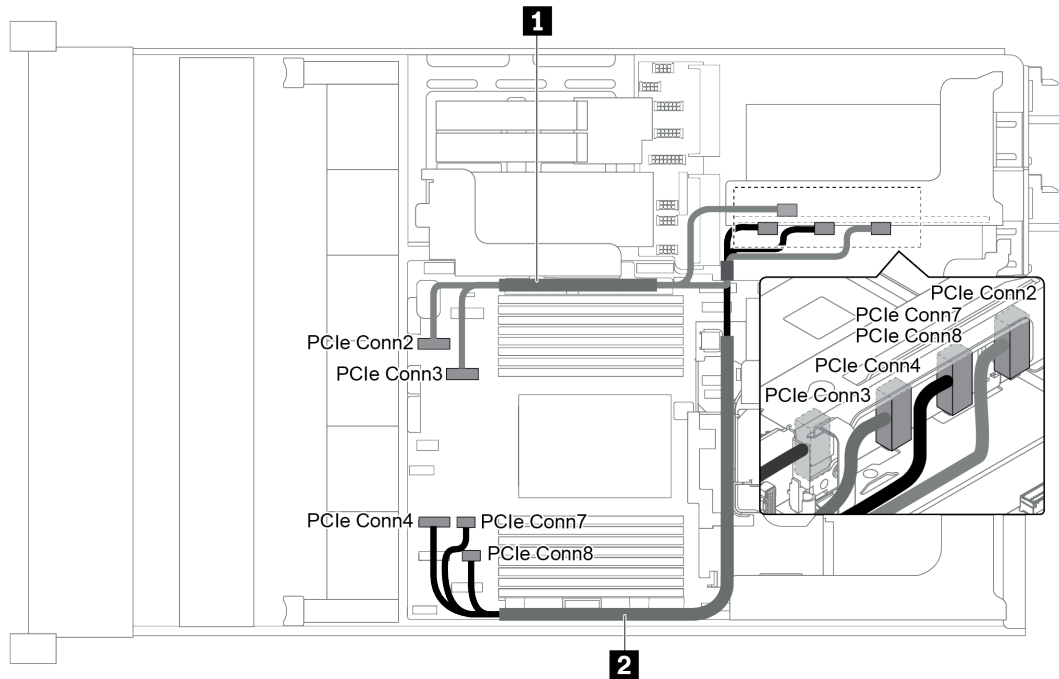 1
PCIe Conn2
PCIe Conn7
PCIe Conn8
PCIe Conn4
PCIe Conn3
PCIe Conn2
PCIe Conn3
PCIe Conn4
PCIe Conn7
PCIe Conn8
2